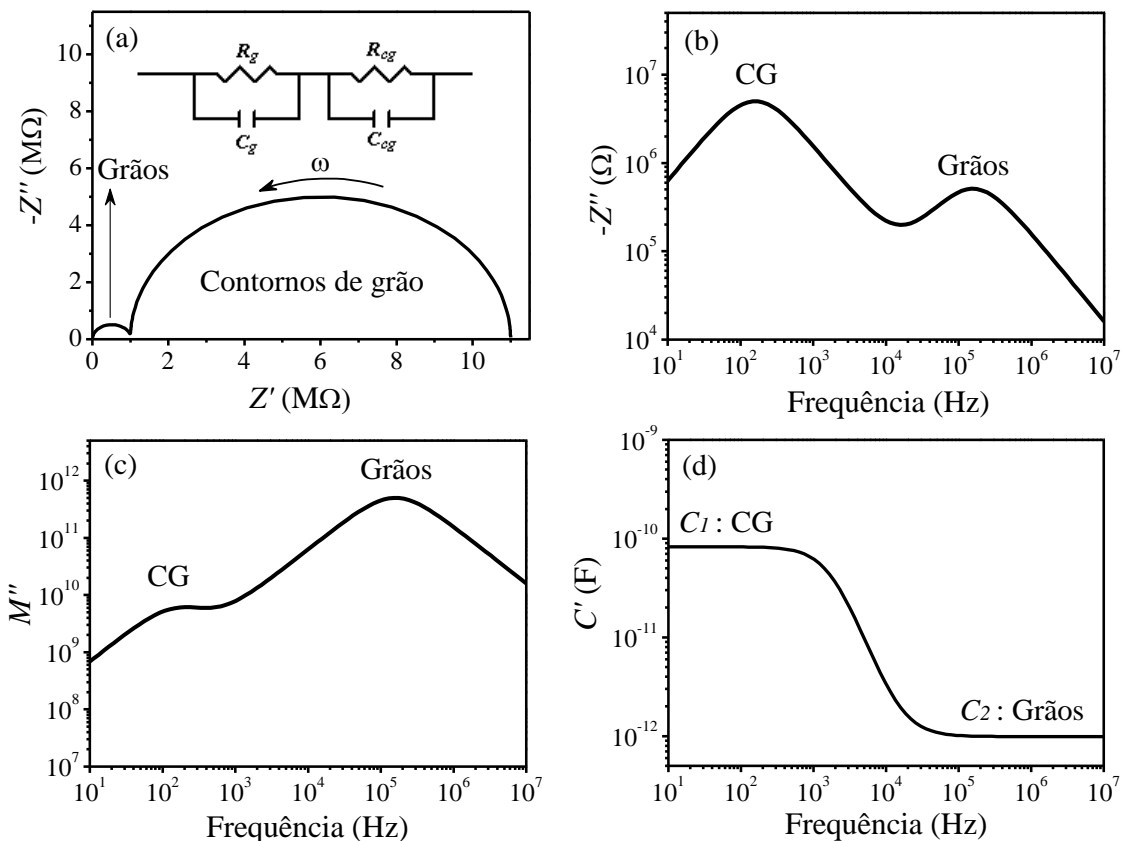 (a)
R_g
R_cg
C_g
C_cg
Grãos
ω
Contornos de grão
-Z'' (MΩ)
10
8
6
4
2
0
0 2 4 6 8 10
Z' (MΩ)
(b)
CG
Grãos
-Z'' (Ω)
10^7
10^6
10^5
10^4
10^1 10^2 10^3 10^4 10^5 10^6 10^7
Frequência (Hz)
(c)
Grãos
CG
M''
10^12
10^11
10^10
10^9
10^8
10^7
10^1 10^2 10^3 10^4 10^5 10^6 10^7
Frequência (Hz)
(d)
C1 : CG
C2 : Grãos
C' (F)
10^-9
10^-10
10^-11
10^-12
10^1 10^2 10^3 10^4 10^5 10^6 10^7
Frequência (Hz)